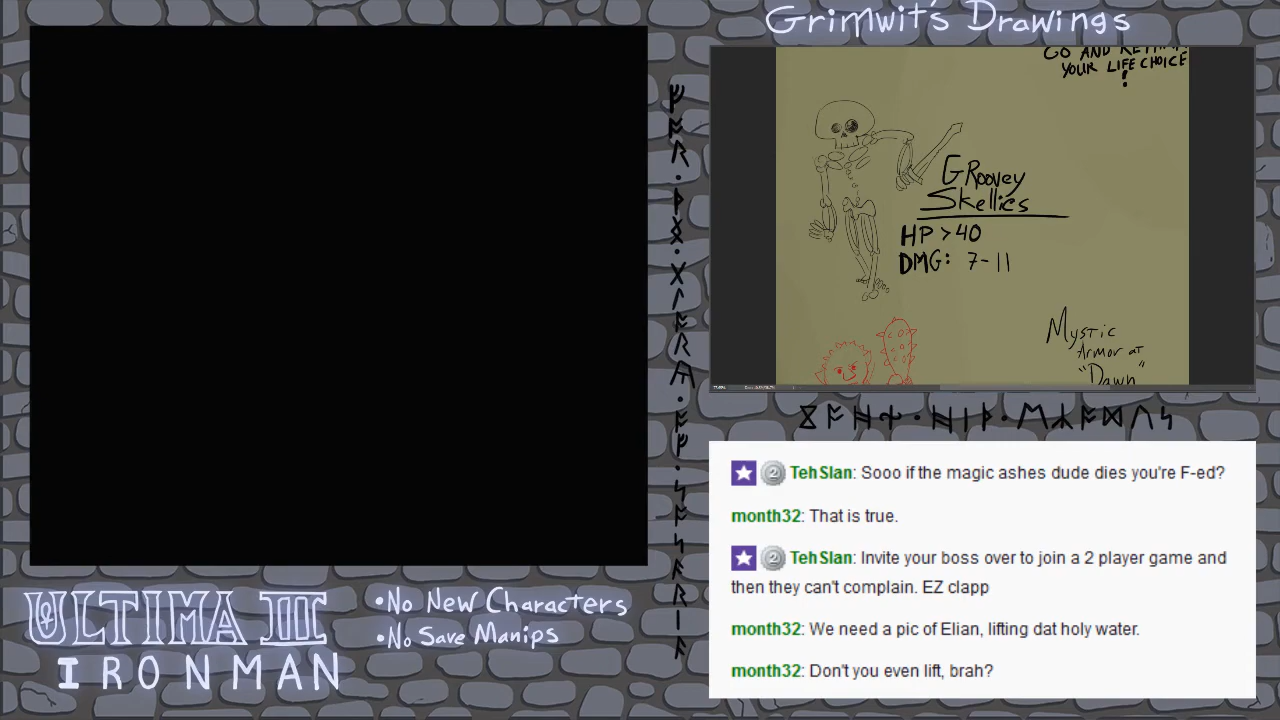 Grimwit's Drawings
GO AND RETHINK
YOUR LIFE CHOICE
!
GRoovey
Skellies
HP >40
DMG: 7-11
Mystic
Armor at
"Dawn"
TehSlan: Sooo if the magic ashes dude dies you're F-ed?
month32: That is true.
TehSlan: Invite your boss over to join a 2 player game and
then they can't complain. EZ clapp
month32: We need a pic of Elian, lifting dat holy water.
month32: Don't you even lift, brah?
ULTIMA III
IRONMAN
•No New Characters
•No Save Manips